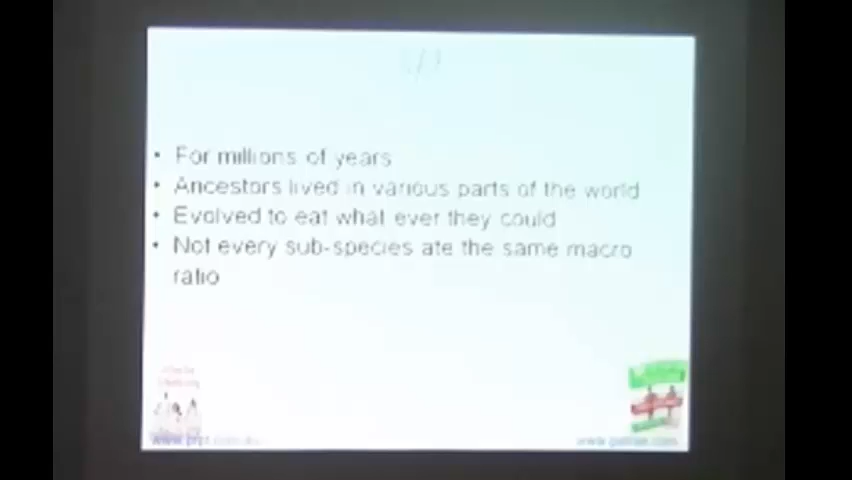 • For millions of years
• Ancestors lived in various parts of the world
• Evolved to eat what ever they could
• Not every sub-species ate the same macro
ratio